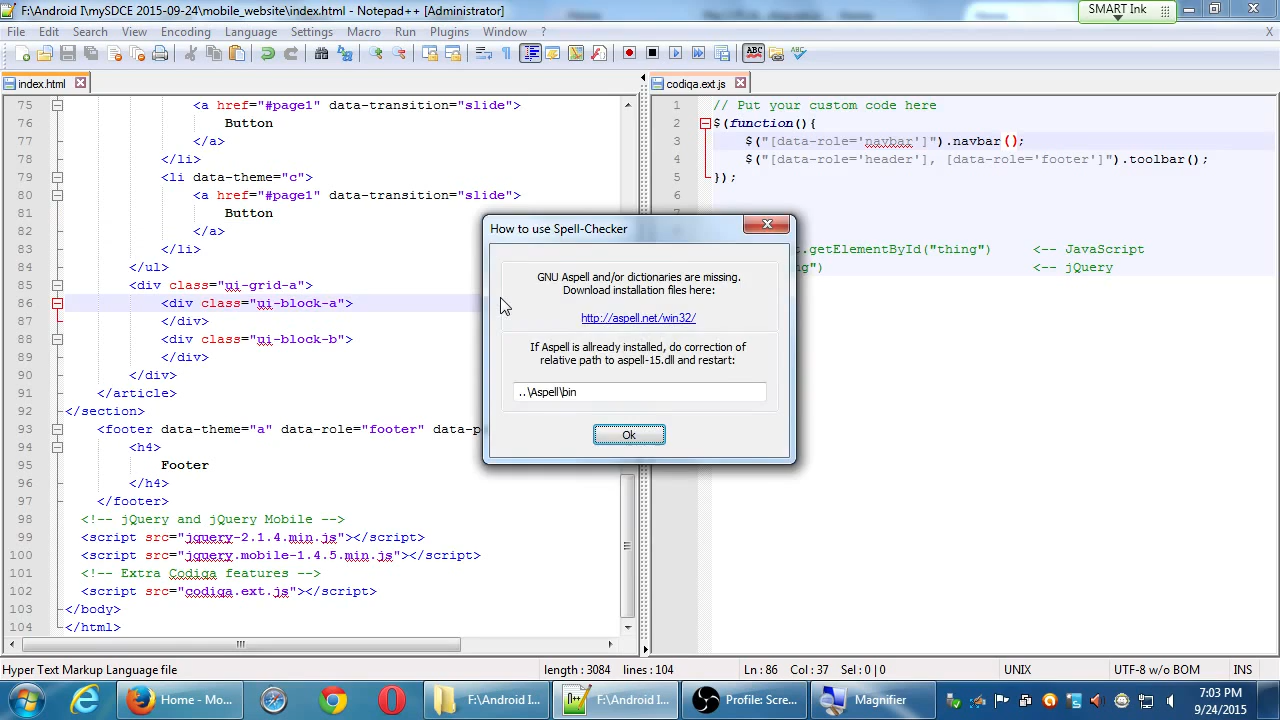 F:\Android I\mySDCE 2015-09-24\mobile_website\index.html - Notepad++ [Administrator]
SMART Ink
File Edit Search View Encoding Language Settings Macro Run Plugins Window ?
index.html
75 <a href="#page1" data-transition="slide">
76 Button
77 </a>
78 </li>
79 <li data-theme="c">
80 <a href="#page1" data-transition="slide">
81 Button
82 </a>
83 </li>
84 </ul>
85 <div class="ui-grid-a">
86 <div class="ui-block-a">
87 </div>
88 <div class="ui-block-b">
89 </div>
90 </div>
91 </article>
92 </section>
93 <footer data-theme="a" data-role="footer" data-p
94 <h4>
95 Footer
96 </h4>
97 </footer>
98 <!-- jQuery and jQuery Mobile -->
99 <script src="jquery-2.1.4.min.js"></script>
100 <script src="jquery.mobile-1.4.5.min.js"></script>
101 <!-- Extra Codiqa features -->
102 <script src="codiqa.ext.js"></script>
103 </body>
104 </html>
codiqa.ext.js
1 // Put your custom code here
2 $(function(){
3 $("[data-role='navbar']").navbar();
4 $("[data-role='header'], [data-role='footer']").toolbar();
5 });
6
7
t.getElementById("thing") <-- JavaScript
ng") <-- jQuery
How to use Spell-Checker
GNU Aspell and/or dictionaries are missing.
Download installation files here:
http://aspell.net/win32/
If Aspell is allready installed, do correction of
relative path to aspell-15.dll and restart:
..\Aspell\bin
Ok
Hyper Text Markup Language file
length : 3084 lines : 104
Ln : 86 Col : 37 Sel : 0 | 0
UNIX
UTF-8 w/o BOM
INS
Home - Mo...
F:\Android I...
F:\Android I...
Profile: Scre...
Magnifier
7:03 PM
9/24/2015